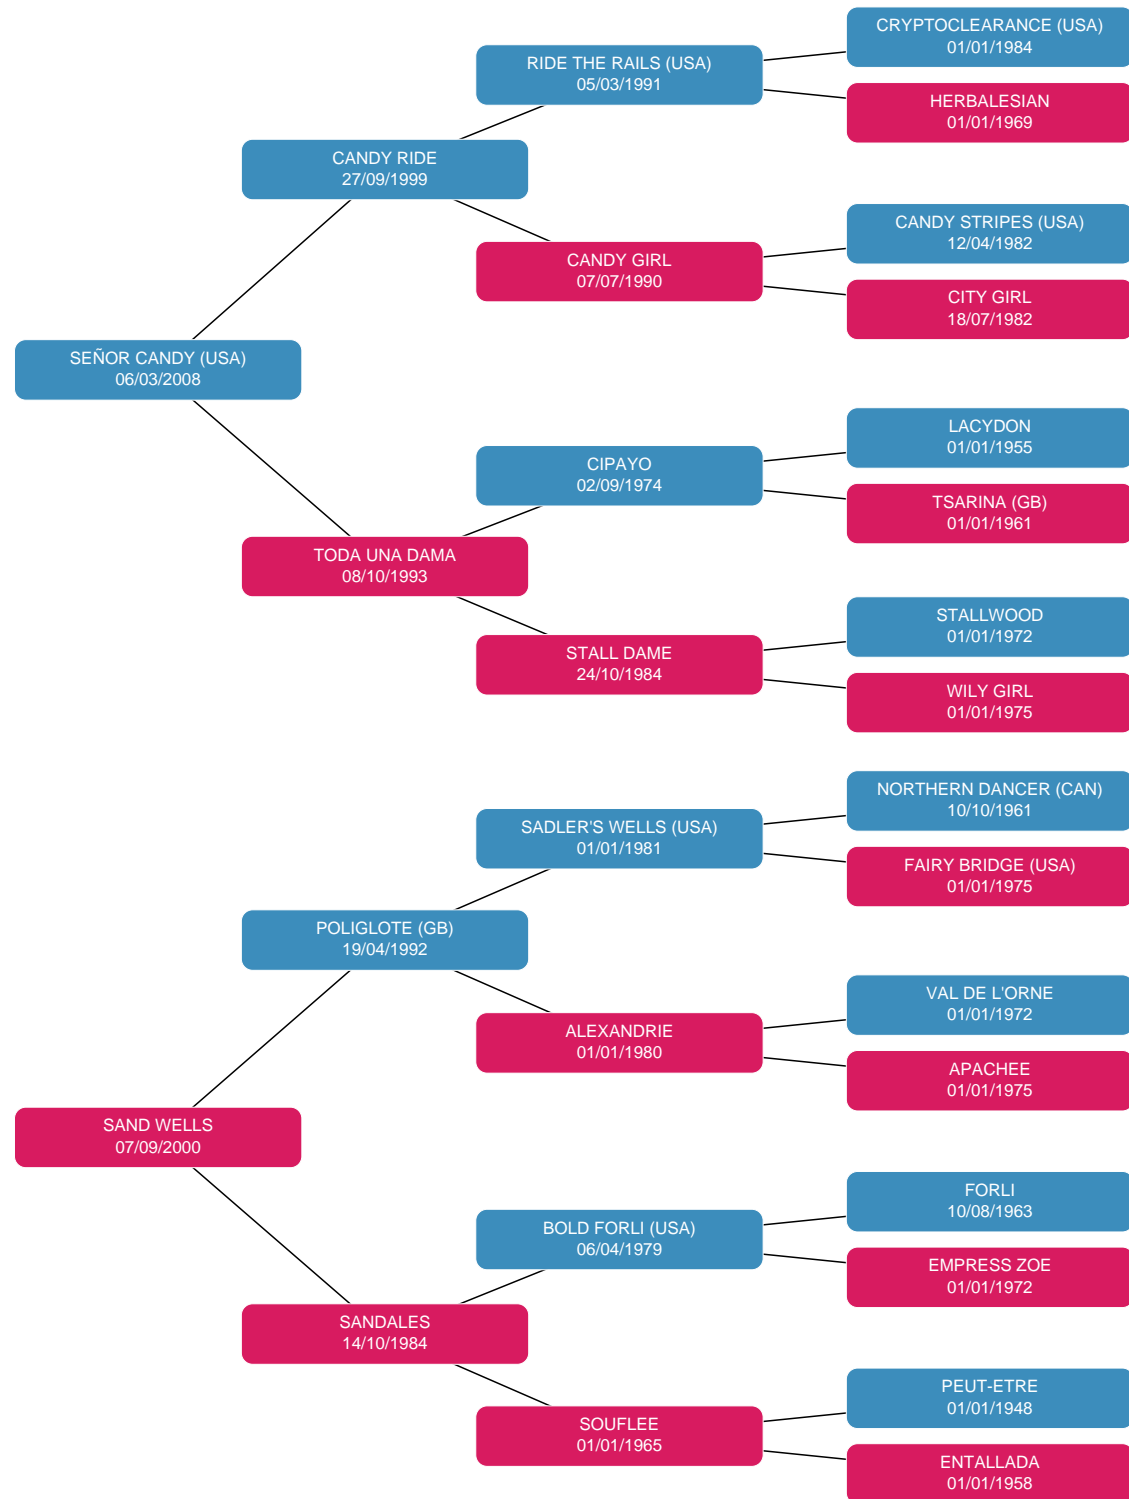 CRYPTOCLEARANCE (USA)
01/01/1984
RIDE THE RAILS (USA)
05/03/1991
HERBALESIAN
01/01/1969
CANDY RIDE
27/09/1999
CANDY STRIPES (USA)
12/04/1982
CANDY GIRL
07/07/1990
CITY GIRL
18/07/1982
SEÑOR CANDY (USA)
06/03/2008
LACYDON
01/01/1955
CIPAYO
02/09/1974
TSARINA (GB)
01/01/1961
TODA UNA DAMA
08/10/1993
STALLWOOD
01/01/1972
STALL DAME
24/10/1984
WILY GIRL
01/01/1975
NORTHERN DANCER (CAN)
10/10/1961
SADLER'S WELLS (USA)
01/01/1981
FAIRY BRIDGE (USA)
01/01/1975
POLIGLOTE (GB)
19/04/1992
VAL DE L'ORNE
01/01/1972
ALEXANDRIE
01/01/1980
APACHEE
01/01/1975
SAND WELLS
07/09/2000
FORLI
10/08/1963
BOLD FORLI (USA)
06/04/1979
EMPRESS ZOE
01/01/1972
SANDALES
14/10/1984
PEUT-ETRE
01/01/1948
SOUFLEE
01/01/1965
ENTALLADA
01/01/1958